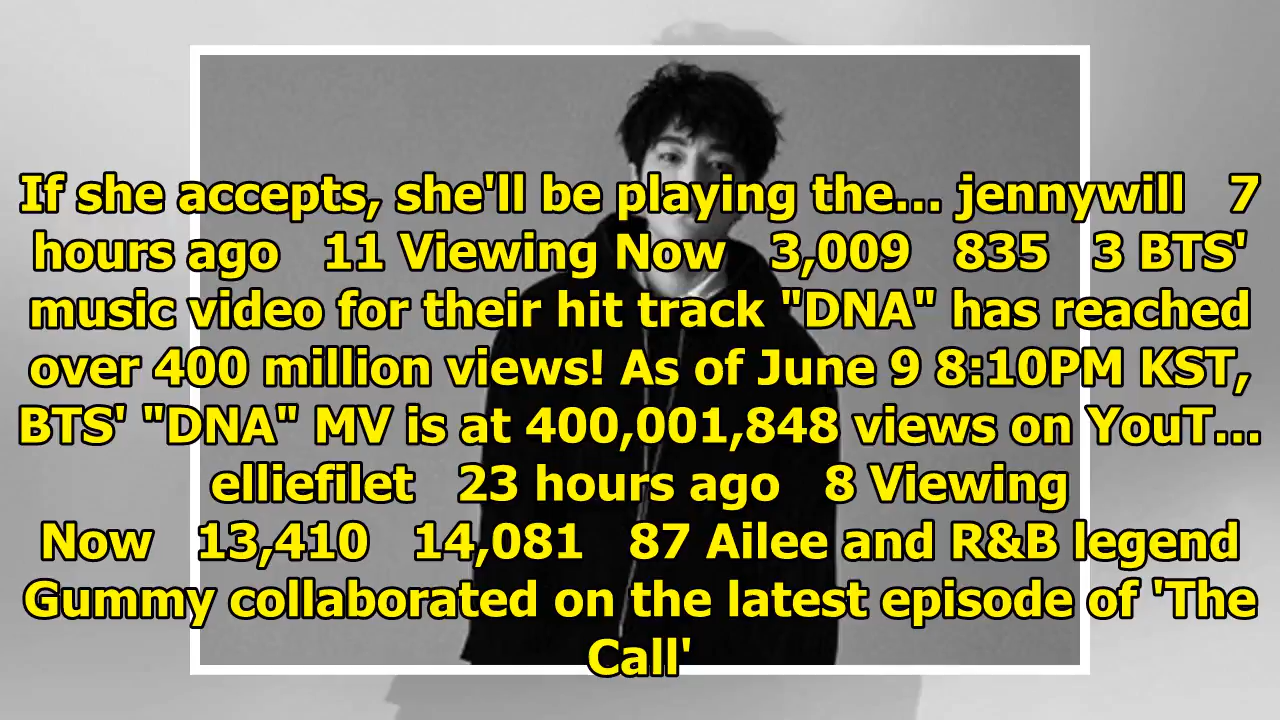 If she accepts, she'll be playing the... jennywill   7
hours ago   11 Viewing Now   3,009   835   3 BTS'
music video for their hit track "DNA" has reached
over 400 million views! As of June 9 8:10PM KST,
BTS' "DNA" MV is at 400,001,848 views on YouT...
elliefilet   23 hours ago   8 Viewing
Now   13,410   14,081   87 Ailee and R&B legend
Gummy collaborated on the latest episode of 'The
Call'